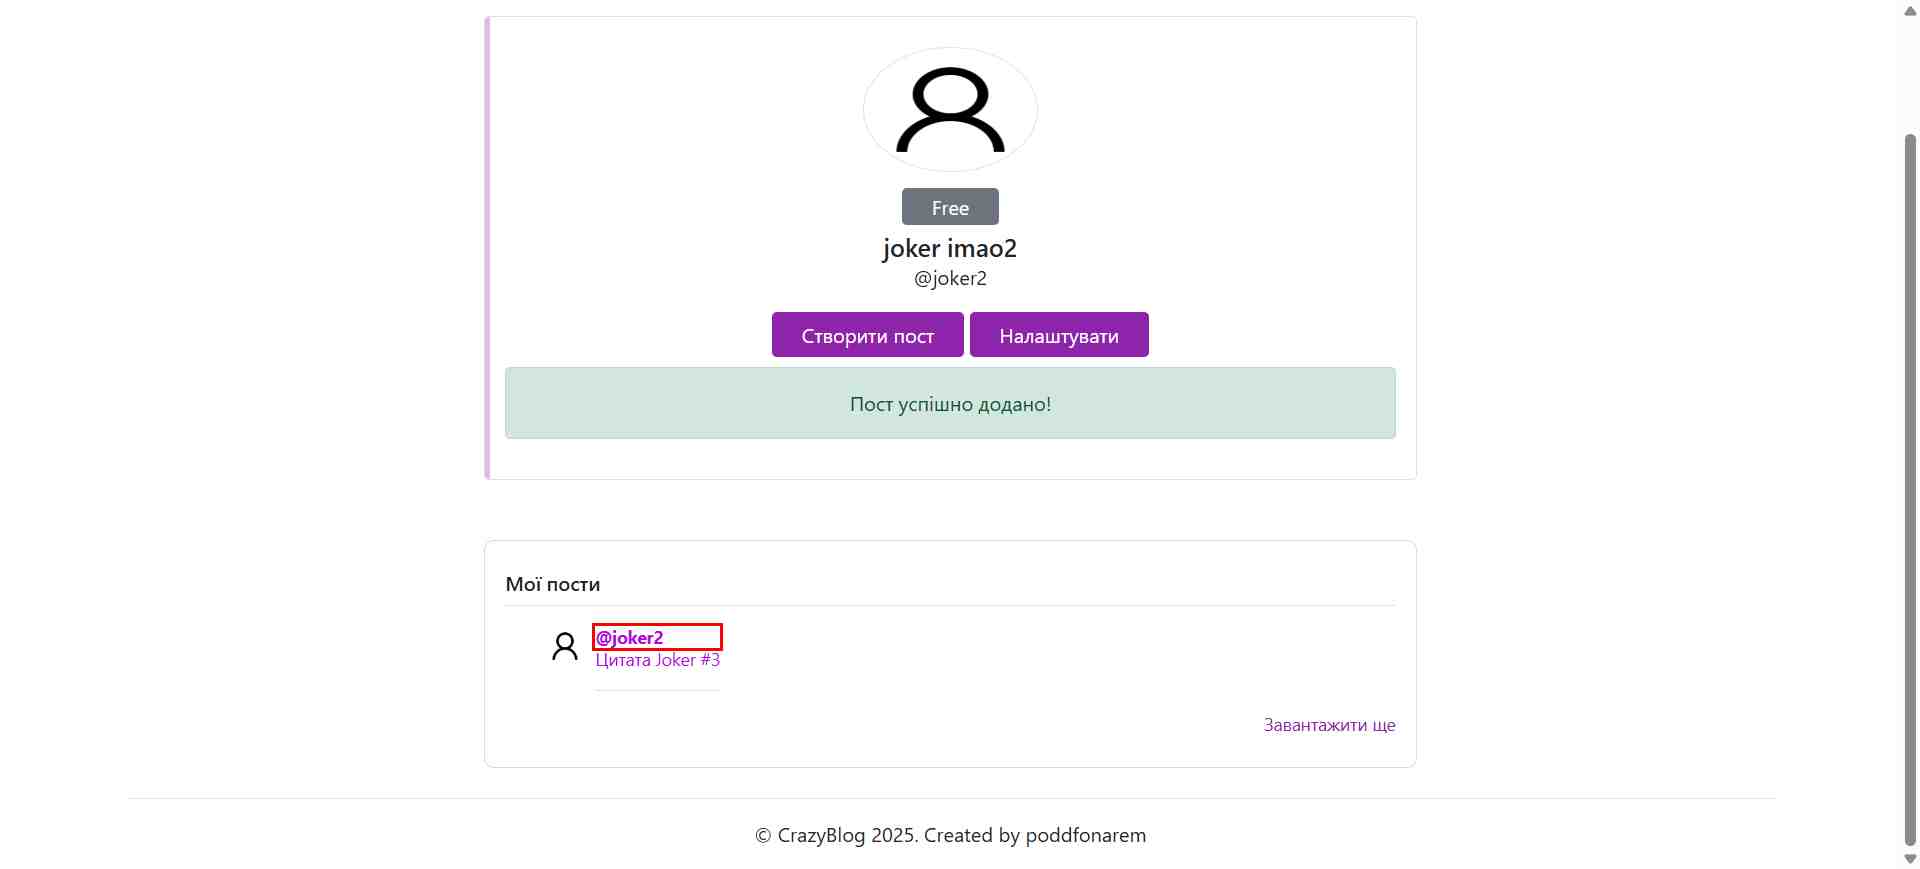 Free
joker imao2
@joker2
Створити пост
Налаштувати
Пост успішно додано!
Мої пости
@joker2
Цитата Joker #3
Завантажити ще
© CrazyBlog 2025. Created by poddfonarem